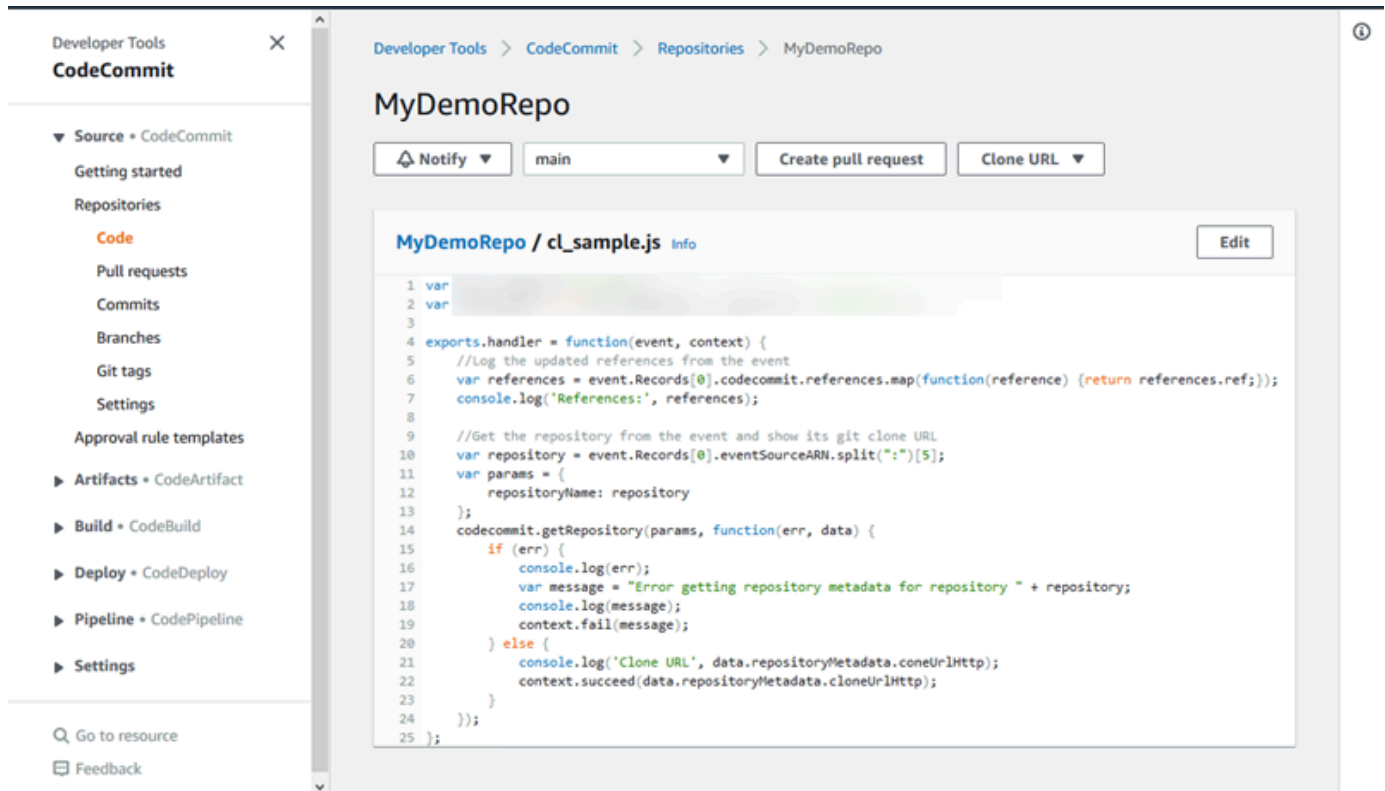 Developer Tools
CodeCommit
Source • CodeCommit
Getting started
Repositories
Code
Pull requests
Commits
Branches
Git tags
Settings
Approval rule templates
Artifacts • CodeArtifact
Build • CodeBuild
Deploy • CodeDeploy
Pipeline • CodePipeline
Settings
Go to resource
Feedback
Developer Tools > CodeCommit > Repositories > MyDemoRepo
MyDemoRepo
Notify main Create pull request Clone URL
MyDemoRepo / cl_sample.js Info Edit
1 var
2 var
3
4 exports.handler = function(event, context) {
5 //Log the updated references from the event
6 var references = event.Records[0].codecommit.references.map(function(reference) {return references.ref;});
7 console.log('References:', references);
8
9 //Get the repository from the event and show its git clone URL
10 var repository = event.Records[0].eventSourceARN.split(":")[5];
11 var params = {
12 repositoryName: repository
13 };
14 codecommit.getRepository(params, function(err, data) {
15 if (err) {
16 console.log(err);
17 var message = "Error getting repository metadata for repository " + repository;
18 console.log(message);
19 context.fail(message);
20 } else {
21 console.log('Clone URL', data.repositoryMetadata.coneUrlHttp);
22 context.succeed(data.repositoryMetadata.cloneUrlHttp);
23 }
24 });
25 };